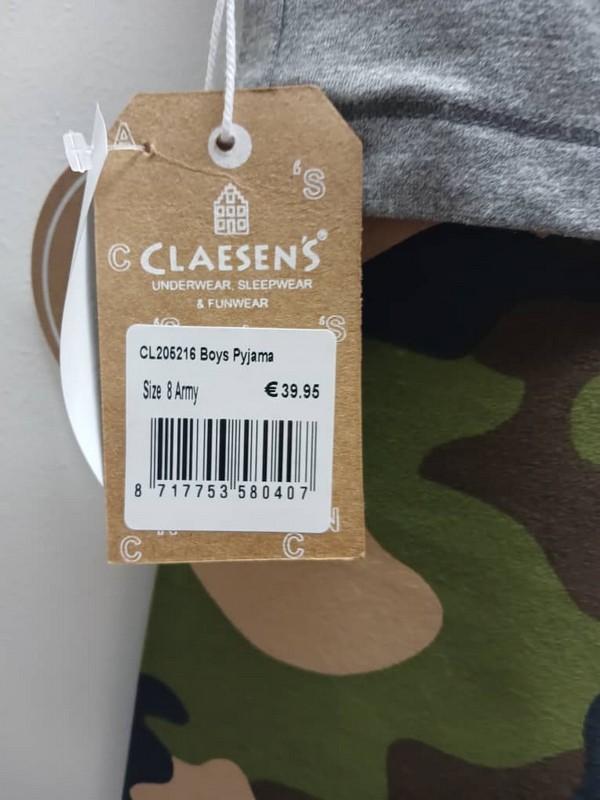 A
'S
C CLAESEN'S®
UNDERWEAR, SLEEPWEAR
& FUNWEAR
'S 'S
CL205216 Boys Pyjama
Size 8 Army € 39.95
8 717753 580407
N
C C